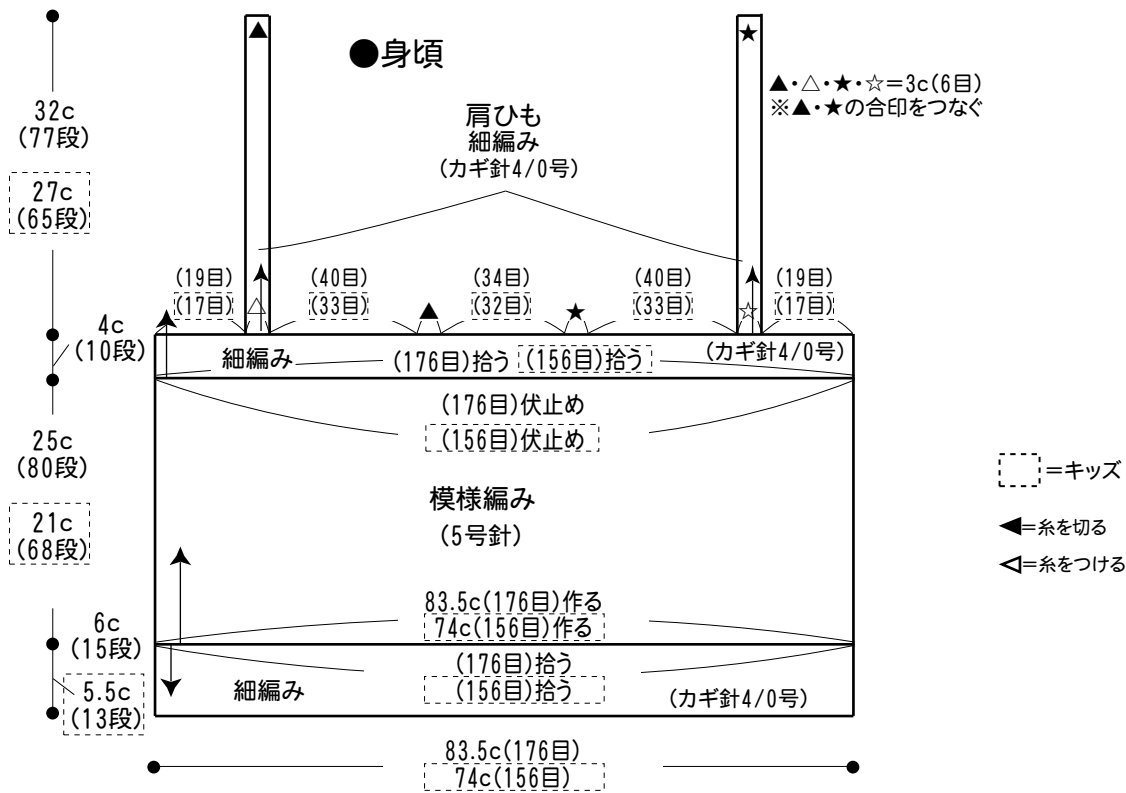 ●身頃
▲・△・★・☆=3c(6目)
※▲・★の合印をつなぐ
肩ひも
細編み
(カギ針4/0号)
32c
(77段)
27c
(65段)
(19目)
(17目)
△
(40目)
(33目)
▲
(34目)
(32目)
★
(40目)
(33目)
☆
(19目)
(17目)
▲
★
4c
(10段)
細編み
(176目)拾う
(156目)拾う
(カギ針4/0号)
(176目)伏止め
(156目)伏止め
25c
(80段)
21c
(68段)
模様編み
(5号針)
=キッズ
◀=糸を切る
◁=糸をつける
83.5c(176目)作る
74c(156目)作る
6c
(15段)
5.5c
(13段)
(176目)拾う
(156目)拾う
細編み
(カギ針4/0号)
83.5c(176目)
74c(156目)